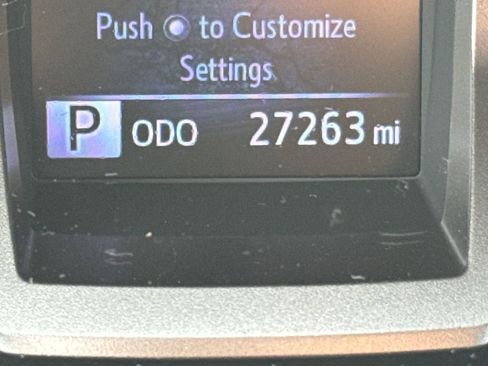 Push to Customize
Settings
P ODO 27263 mi